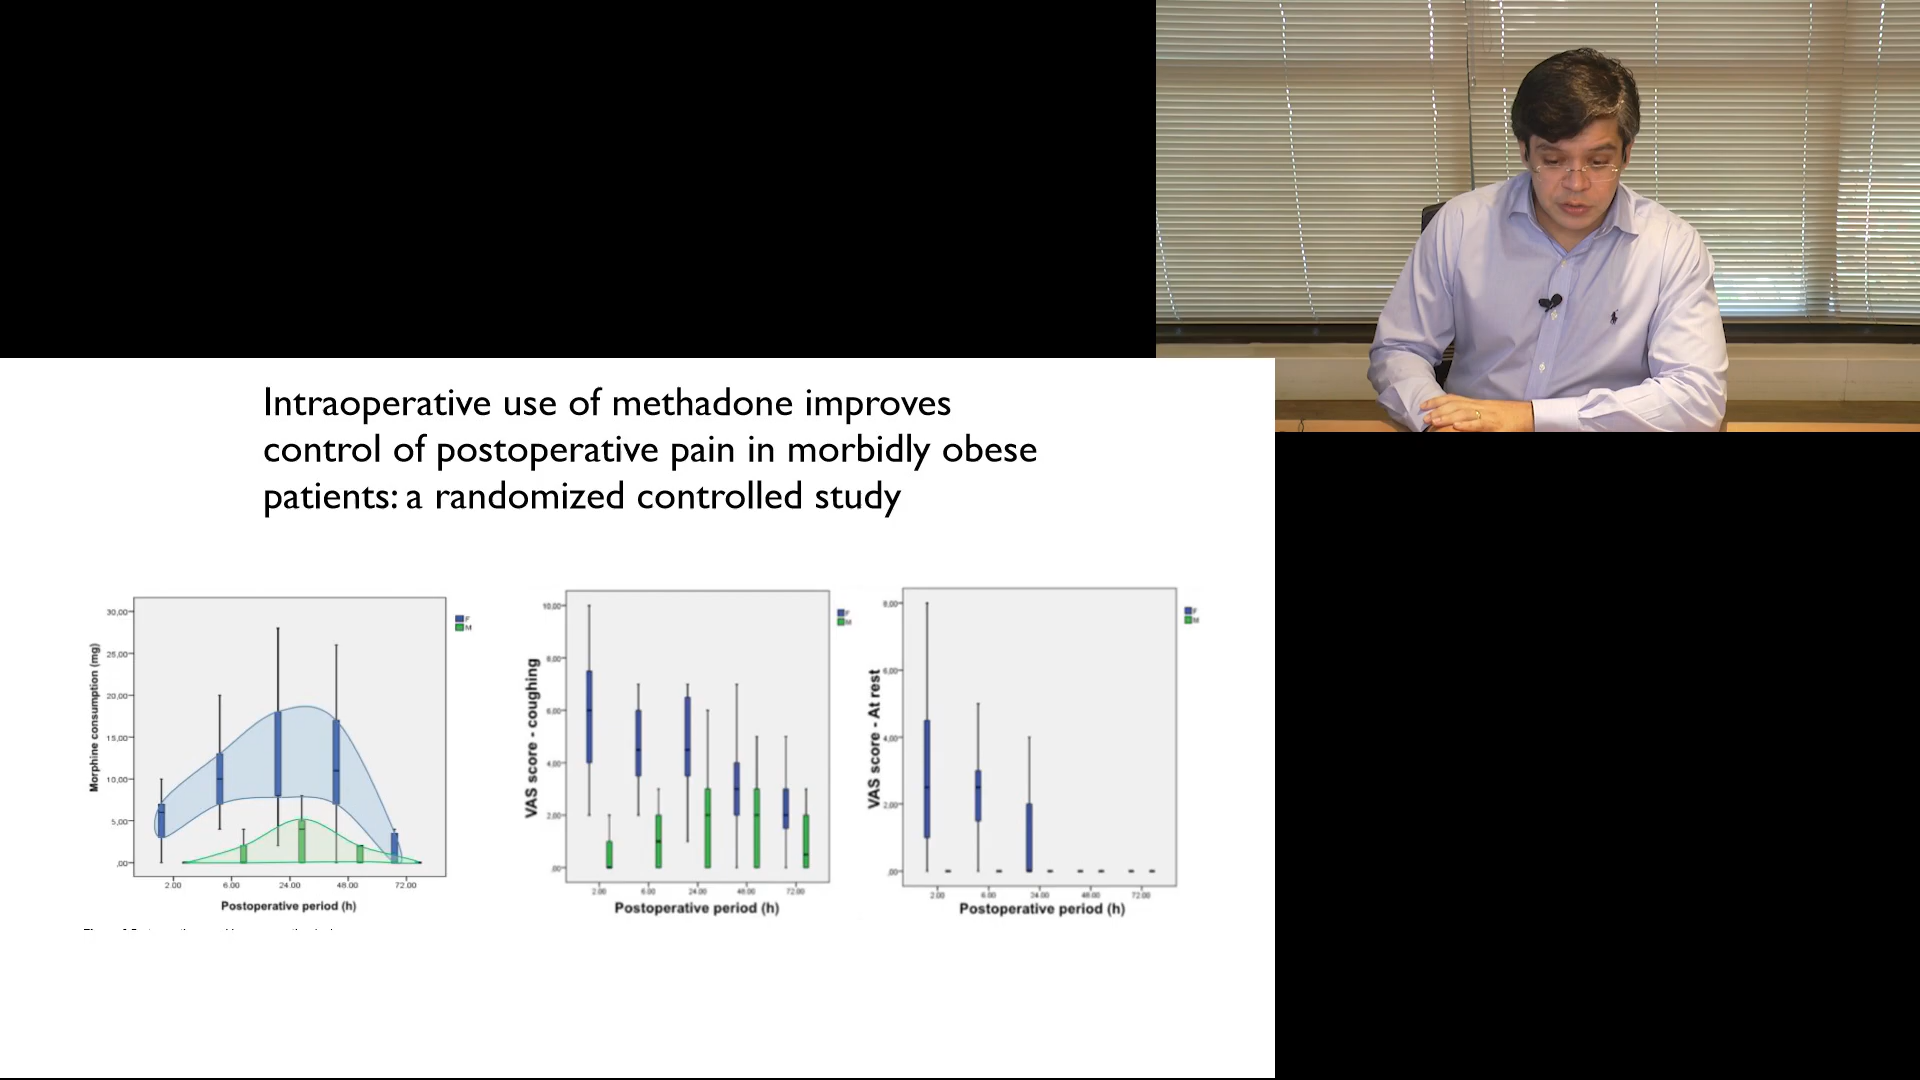 Intraoperative use of methadone improves
control of postoperative pain in morbidly obese
patients: a randomized controlled study
Morphine consumption (mg)
30,00
25,00
20,00
15,00
10,00
5,00
,00
2.00 6.00 24.00 48.00 72.00
Postoperative period (h)
F
M
VAS score - coughing
10,00
8,00
6,00
4,00
2,00
,00
2.00 6.00 24.00 48.00 72.00
Postoperative period (h)
F
M
VAS score - At rest
8,00
6,00
4,00
2,00
,00
2.00 6.00 24.00 48.00 72.00
Postoperative period (h)
F
M